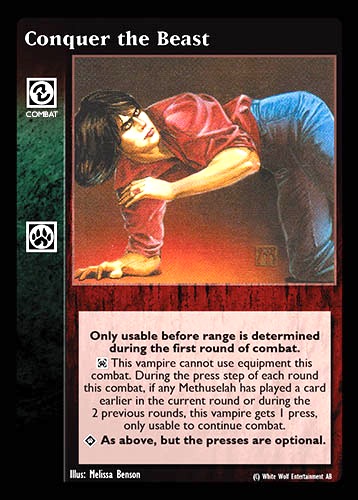 Conquer the Beast
COMBAT
Only usable before range is determined
during the first round of combat.
This vampire cannot use equipment this
combat. During the press step of each round
this combat, if any Methuselah has played a card
earlier in the current round or during the
2 previous rounds, this vampire gets 1 press,
only usable to continue combat.
As above, but the presses are optional.
Illus: Melissa Benson
(C) White Wolf Entertainment AB